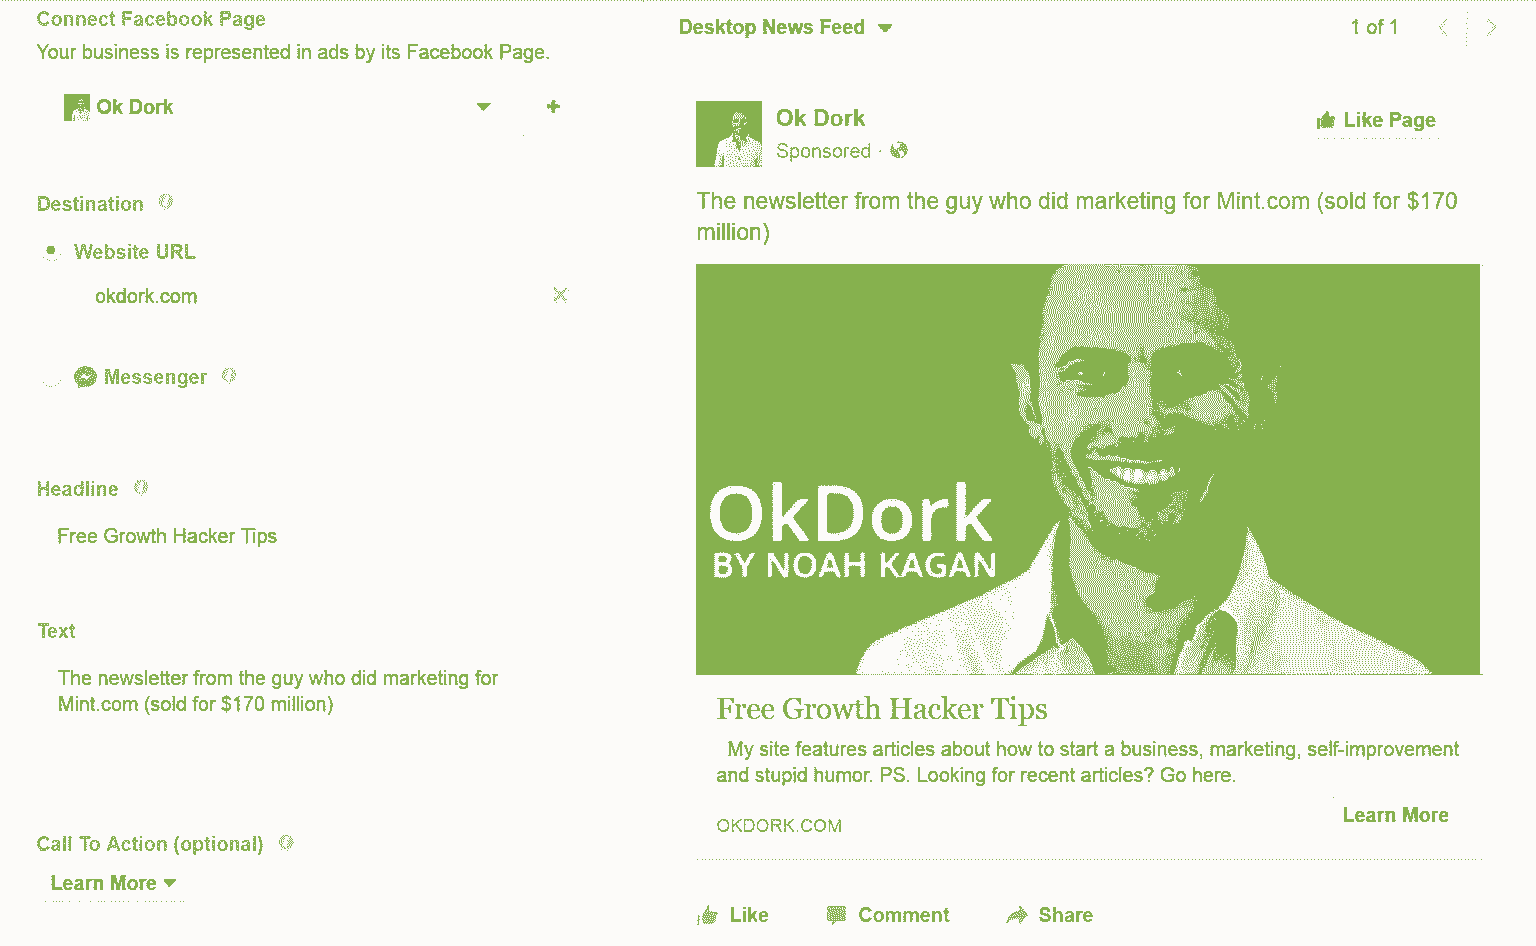 Connect Facebook Page
Your business is represented in ads by its Facebook Page.
Ok Dork
Destination
Website URL
okdork.com
Messenger
Headline
Free Growth Hacker Tips
Text
The newsletter from the guy who did marketing for
Mint.com (sold for $170 million)
Call To Action (optional)
Learn More
Desktop News Feed
1 of 1
Ok Dork
Sponsored ·
Like Page
The newsletter from the guy who did marketing for Mint.com (sold for $170
million)
OkDork
BY NOAH KAGAN
Free Growth Hacker Tips
My site features articles about how to start a business, marketing, self-improvement
and stupid humor. PS. Looking for recent articles? Go here.
OKDORK.COM
Learn More
Like
Comment
Share